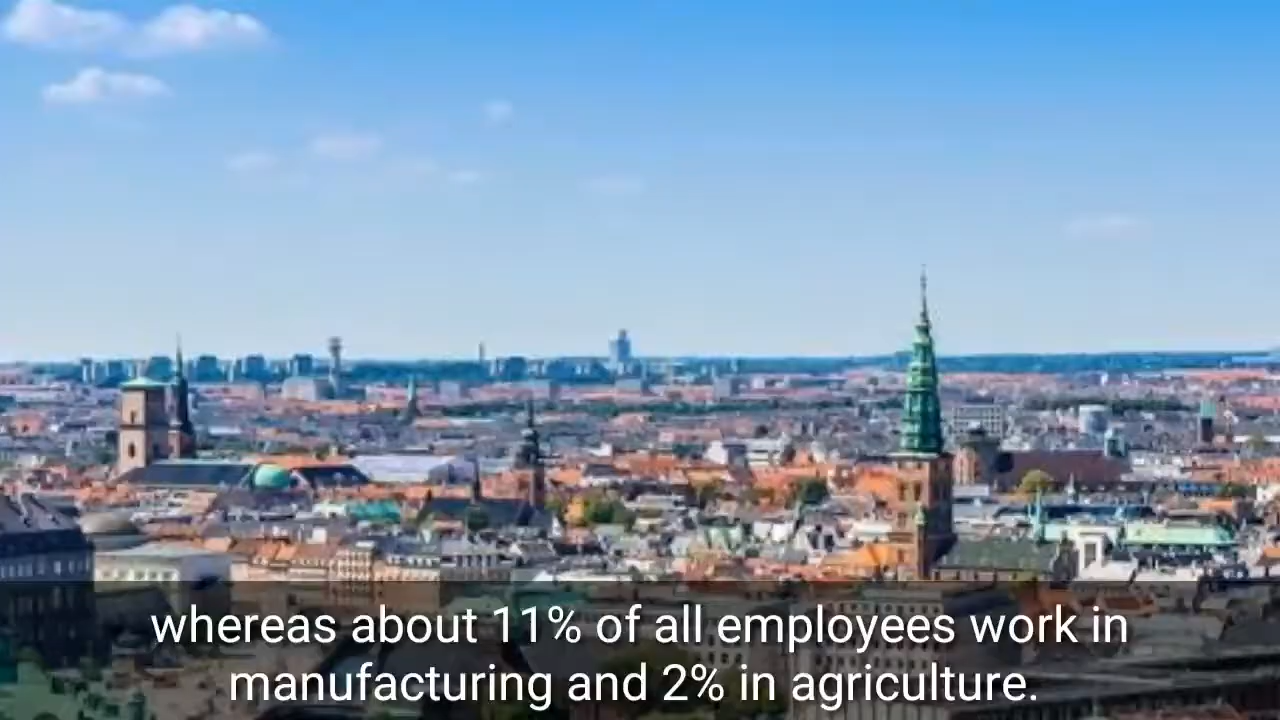 whereas about 11% of all employees work in
manufacturing and 2% in agriculture.